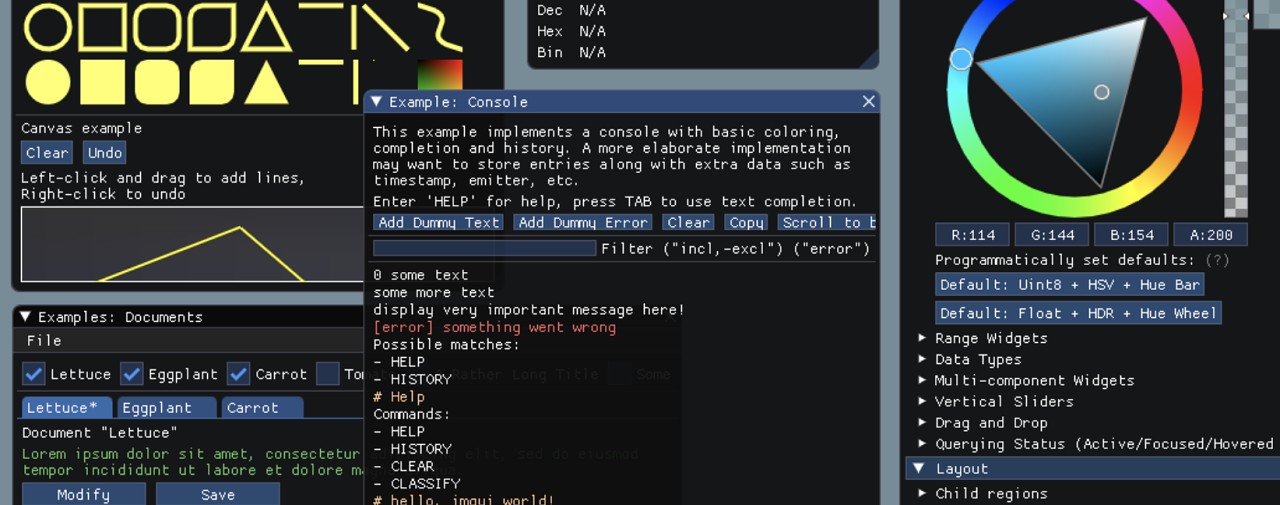 Canvas example
Clear Undo
Left-click and drag to add lines,
Right-click to undo
Examples: Documents
File
Lettuce Eggplant Carrot
Lettuce* Eggplant Carrot
Document "Lettuce"
Lorem ipsum dolor sit amet, consectetur
tempor incididunt ut labore et dolore
Modify Save
Dec N/A
Hex N/A
Bin N/A
Example: Console
This example implements a console with basic coloring,
completion and history. A more elaborate implementation
may want to store entries along with extra data such as
timestamp, emitter, etc.
Enter 'HELP' for help, press TAB to use text completion.
Add Dummy Text Add Dummy Error Clear Copy Scroll to b
Filter ("incl,-excl") ("error")
0 some text
some more text
display very important message here!
[error] something went wrong
Possible matches:
- HELP
- HISTORY
# Help
Commands:
- HELP
- HISTORY
- CLEAR
- CLASSIFY
# hello, imgui world!
R:114 G:144 B:154 A:200
Programmatically set defaults: (?)
Default: Uint8 + HSV + Hue Bar
Default: Float + HDR + Hue Wheel
Range Widgets
Data Types
Multi-component Widgets
Vertical Sliders
Drag and Drop
Querying Status (Active/Focused/Hovered
Layout
Child regions